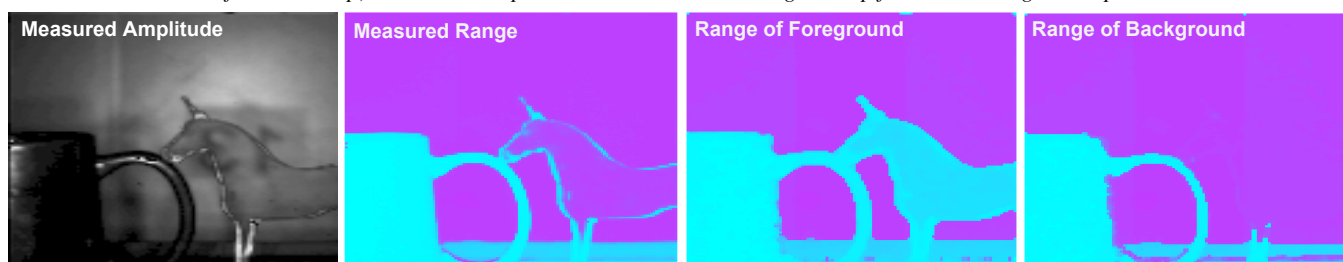 Measured Amplitude
Measured Range
Range of Foreground
Range of Background